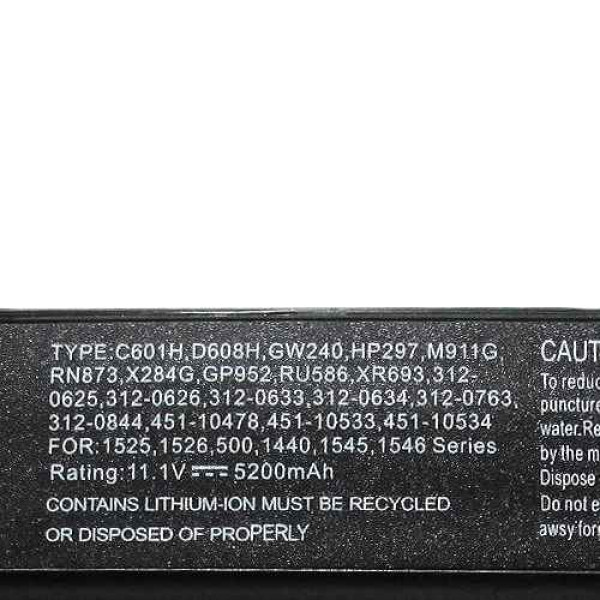 TYPE:C601H,D608H,GW240,HP297,M911G,
RN873,X284G,GP952,RU586,XR693,312-
0625,312-0626,312-0633,312-0634,312-0763,
312-0844,451-10478,451-10533,451-10534
FOR:1525,1526,500,1440,1545,1546 Series
Rating:11.1V 5200mAh
CONTAINS LITHIUM-ION MUST BE RECYCLED
OR DISPOSED OF PROPERLY
CAUT
To reduc
puncture
water.Re
by the m
Dispose
Do not e
awsy for